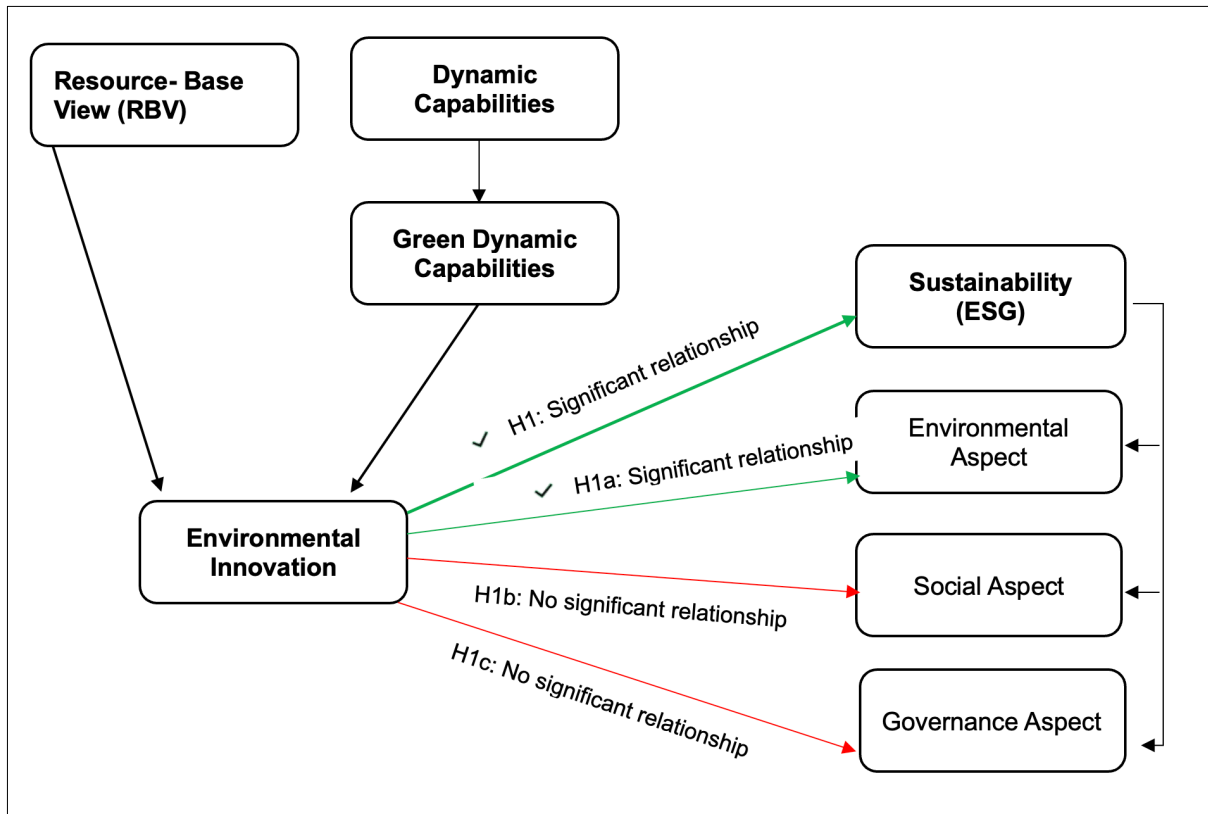 Resource- Base
View (RBV)
Dynamic
Capabilities
Green Dynamic
Capabilities
Sustainability
(ESG)
H1: Significant relationship
Environmental
Aspect
H1a: Significant relationship
Environmental
Innovation
Social Aspect
H1b: No significant relationship
H1c: No significant relationship
Governance Aspect